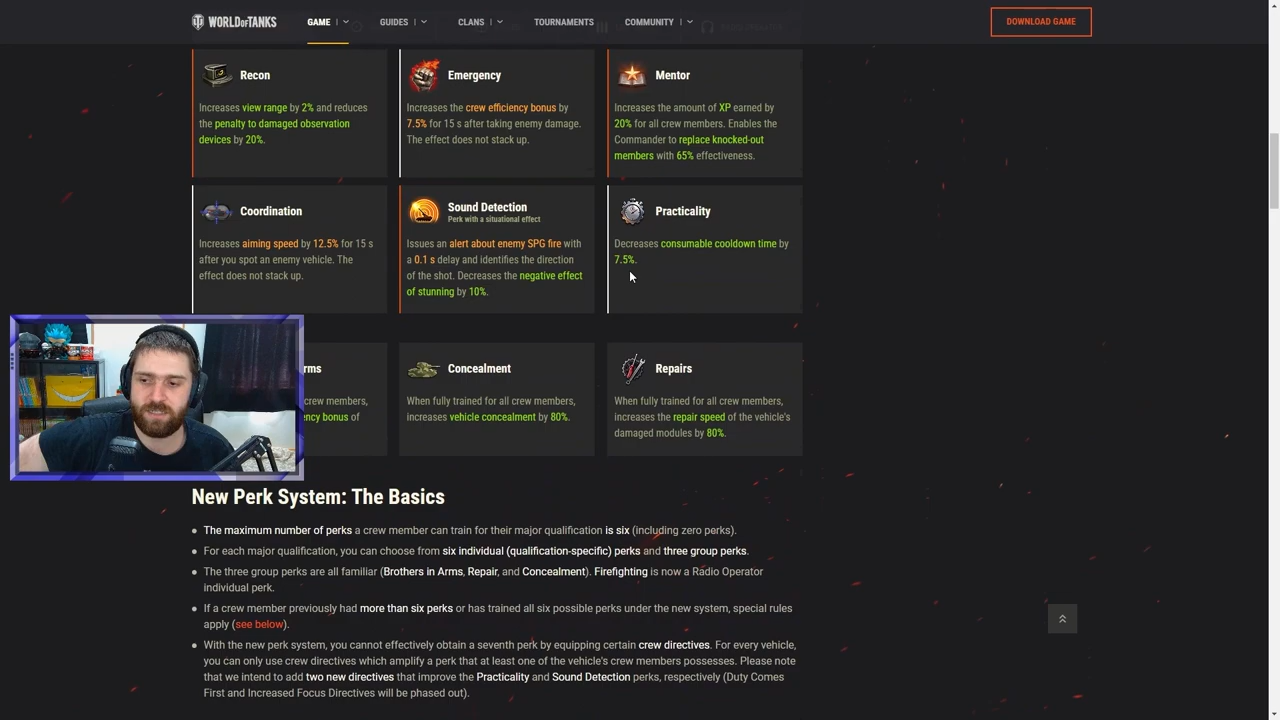 WORLD OF TANKS
GAME
GUIDES
CLANS
TOURNAMENTS
COMMUNITY
DOWNLOAD GAME
Recon
Increases view range by 2% and reduces
the penalty to damaged observation
devices by 20%.
Emergency
Increases the crew efficiency bonus by
7.5% for 15 s after taking enemy damage.
The effect does not stack up.
Mentor
Increases the amount of XP earned by
20% for all crew members. Enables the
Commander to replace knocked-out
members with 65% effectiveness.
Coordination
Increases aiming speed by 12.5% for 15 s
after you spot an enemy vehicle. The
effect does not stack up.
Sound Detection
Perk with a situational effect
Issues an alert about enemy SPG fire with
a 0.1 s delay and identifies the direction
of the shot. Decreases the negative effect
of stunning by 10%.
Practicality
Decreases consumable cooldown time by
7.5%.
rms
crew members,
ncy bonus of
Concealment
When fully trained for all crew members,
increases vehicle concealment by 80%.
Repairs
When fully trained for all crew members,
increases the repair speed of the vehicle's
damaged modules by 80%.
New Perk System: The Basics
The maximum number of perks a crew member can train for their major qualification is six (including zero perks).
For each major qualification, you can choose from six individual (qualification-specific) perks and three group perks.
The three group perks are all familiar (Brothers in Arms, Repair, and Concealment). Firefighting is now a Radio Operator
individual perk.
If a crew member previously had more than six perks or has trained all six possible perks under the new system, special rules
apply (see below).
With the new perk system, you cannot effectively obtain a seventh perk by equipping certain crew directives. For every vehicle,
you can only use crew directives which amplify a perk that at least one of the vehicle's crew members possesses. Please note
that we intend to add two new directives that improve the Practicality and Sound Detection perks, respectively (Duty Comes
First and Increased Focus Directives will be phased out).